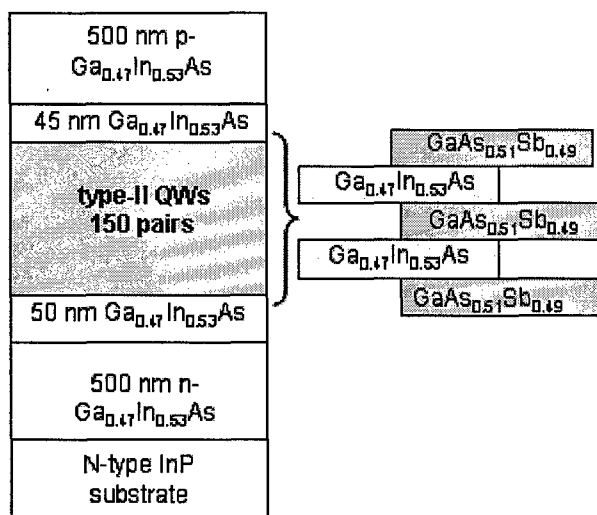 500 nm p-
Ga₀.₄₇In₀.₅₃As
45 nm Ga₀.₄₇In₀.₅₃As
type-II QWs
150 pairs
50 nm Ga₀.₄₇In₀.₅₃As
500 nm n-
Ga₀.₄₇In₀.₅₃As
N-type InP
substrate
GaAs₀.₅₁Sb₀.₄₉
Ga₀.₄₇In₀.₅₃As
GaAs₀.₅₁Sb₀.₄₉
Ga₀.₄₇In₀.₅₃As
GaAs₀.₅₁Sb₀.₄₉